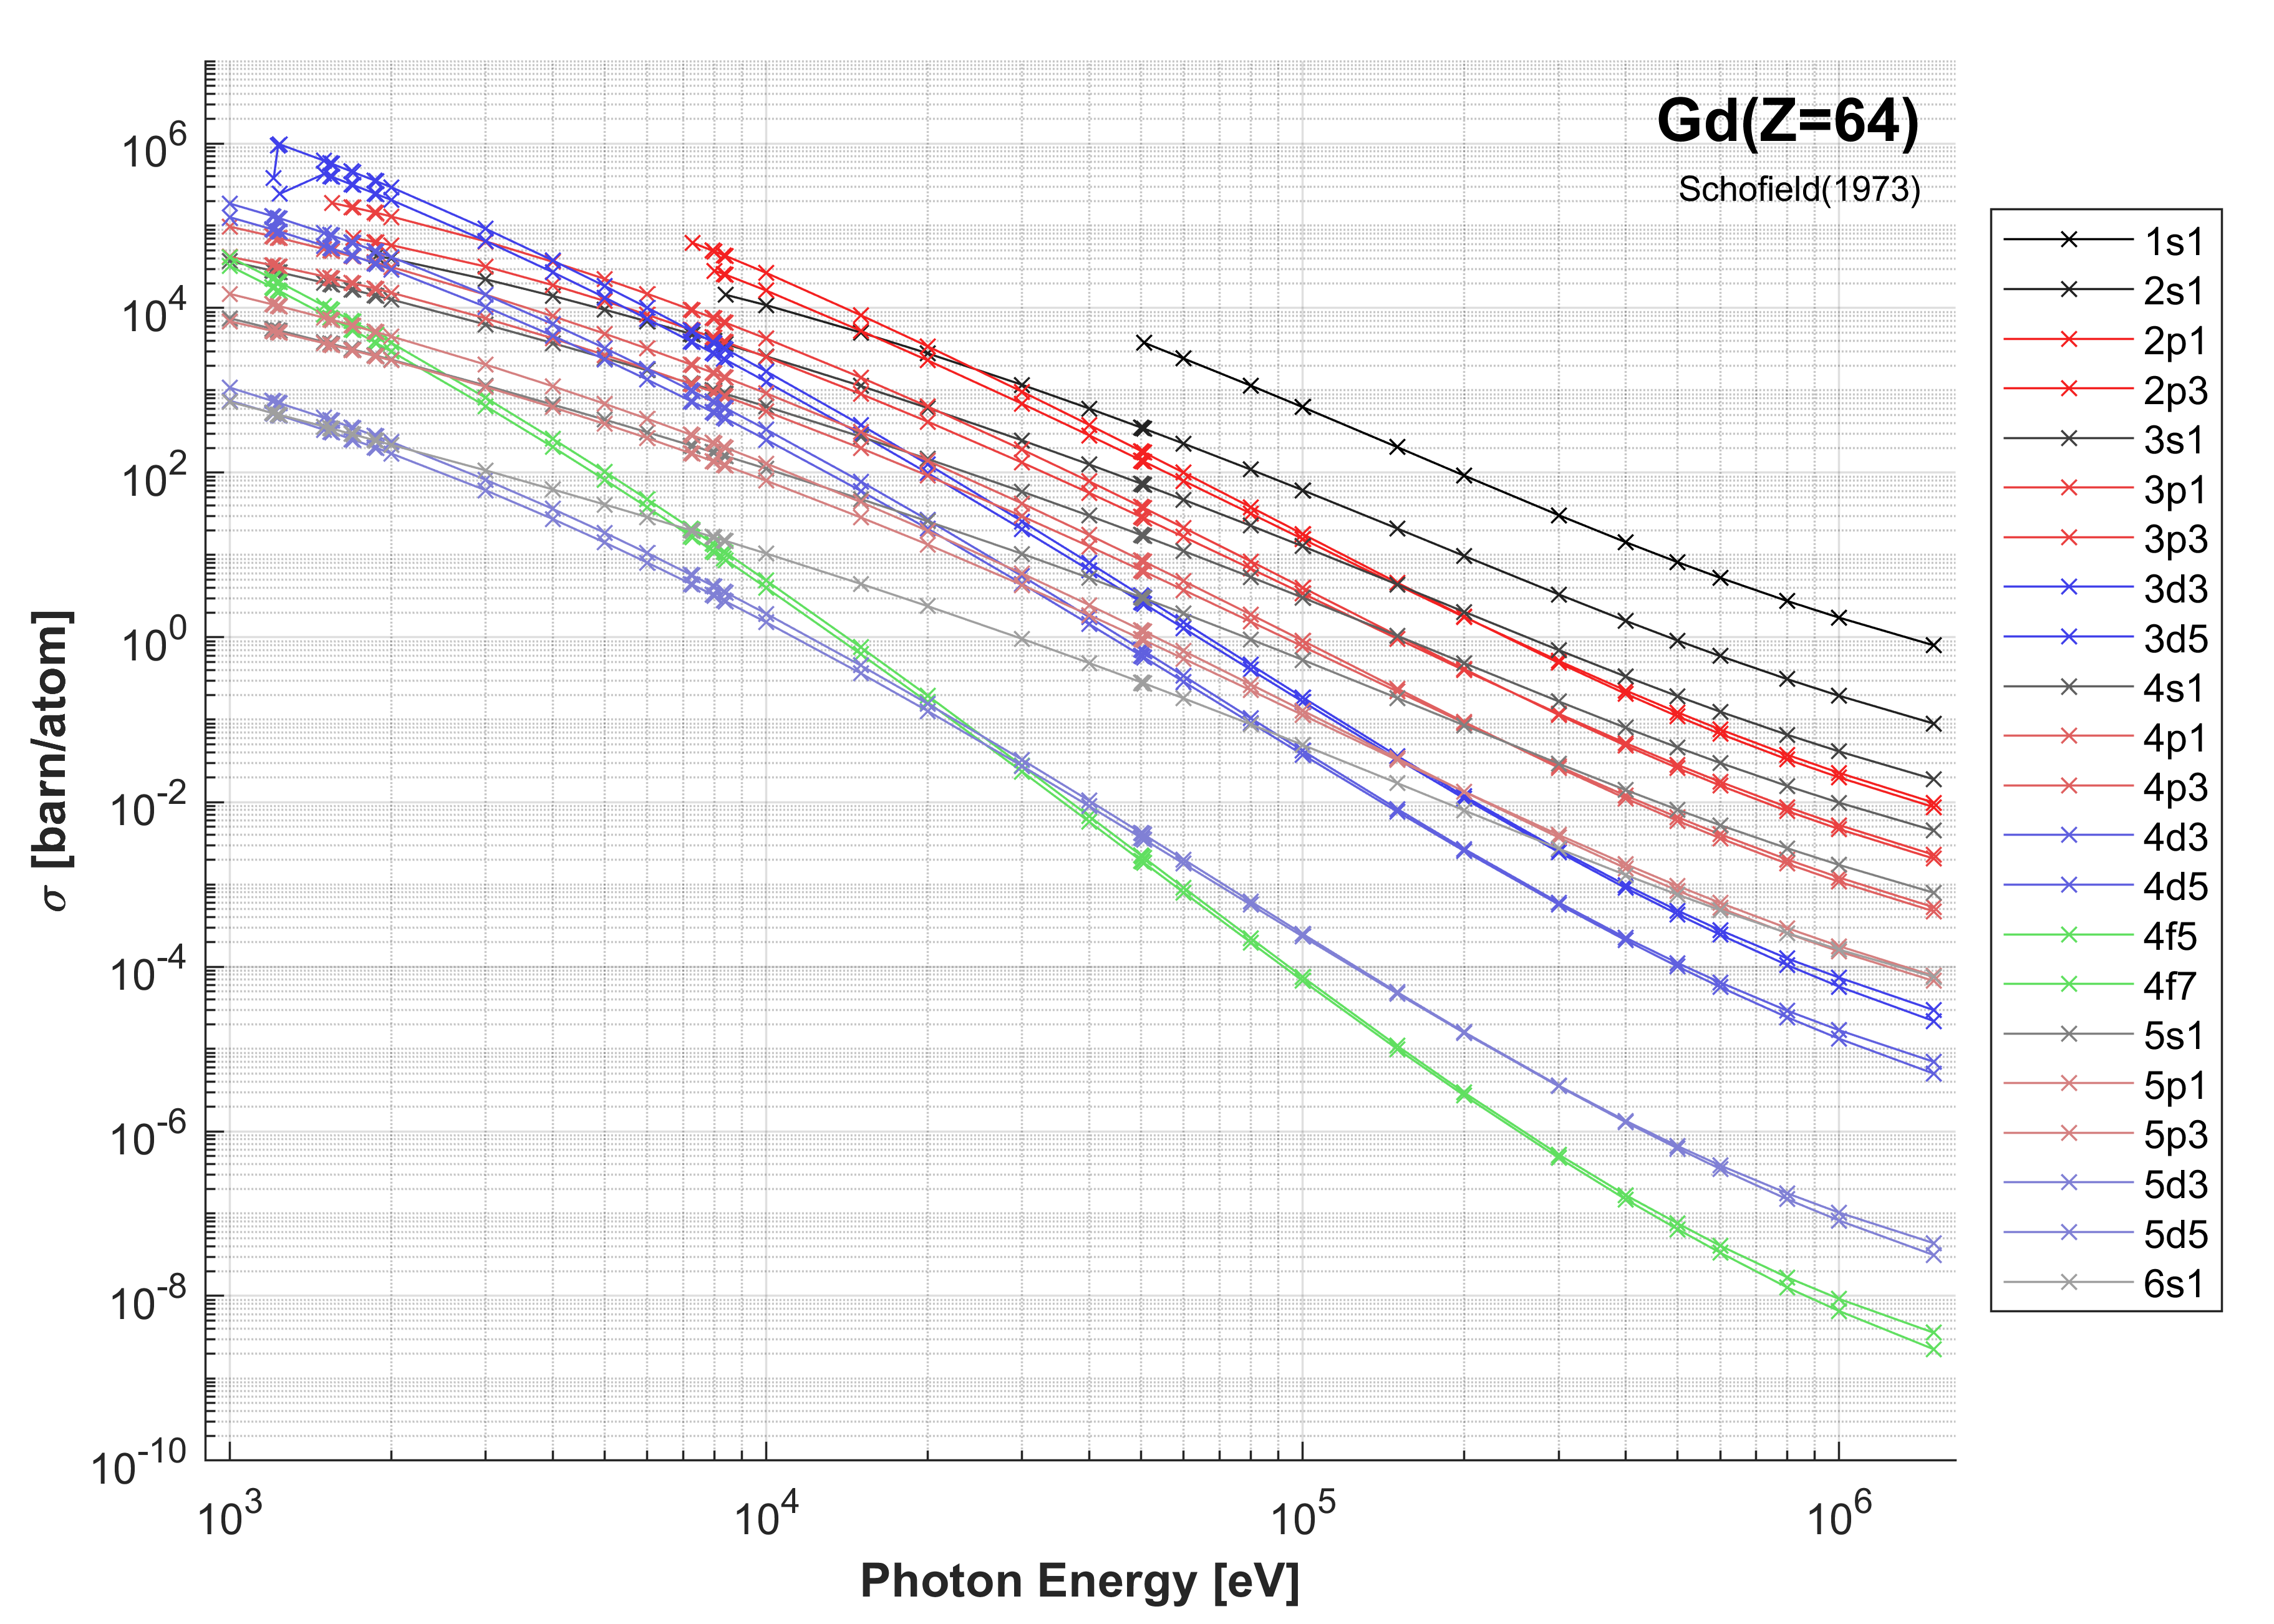 Gd(Z=64)
Schofield(1973)
σ [barn/atom]
10^6
10^4
10^2
10^0
10^-2
10^-4
10^-6
10^-8
10^-10
10^3
10^4
10^5
10^6
Photon Energy [eV]
1s1
2s1
2p1
2p3
3s1
3p1
3p3
3d3
3d5
4s1
4p1
4p3
4d3
4d5
4f5
4f7
5s1
5p1
5p3
5d3
5d5
6s1